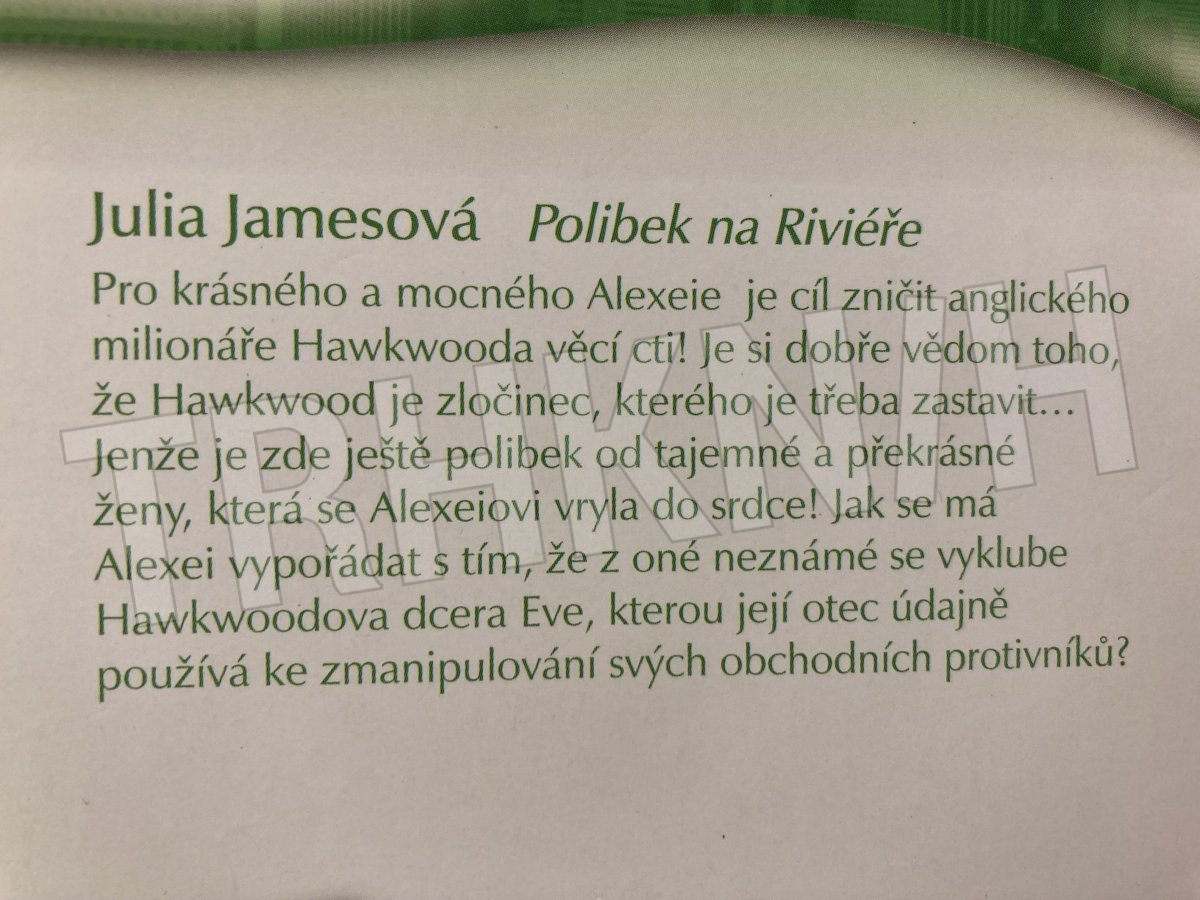 Julia Jamesová Polibek na Riviéře
Pro krásného a mocného Alexeie je cíl zničit anglického
milionáře Hawkwooda věcí cti! Je si dobře vědom toho,
že Hawkwood je zločinec, kterého je třeba zastavit...
Jenže je zde ještě polibek od tajemné a překrásné
ženy, která se Alexeiovi vryla do srdce! Jak se má
Alexei vypořádat s tím, že z oné neznámé se vyklube
Hawkwoodova dcera Eve, kterou její otec údajně
používá ke zmanipulování svých obchodních protivníků?
TRHKNIH